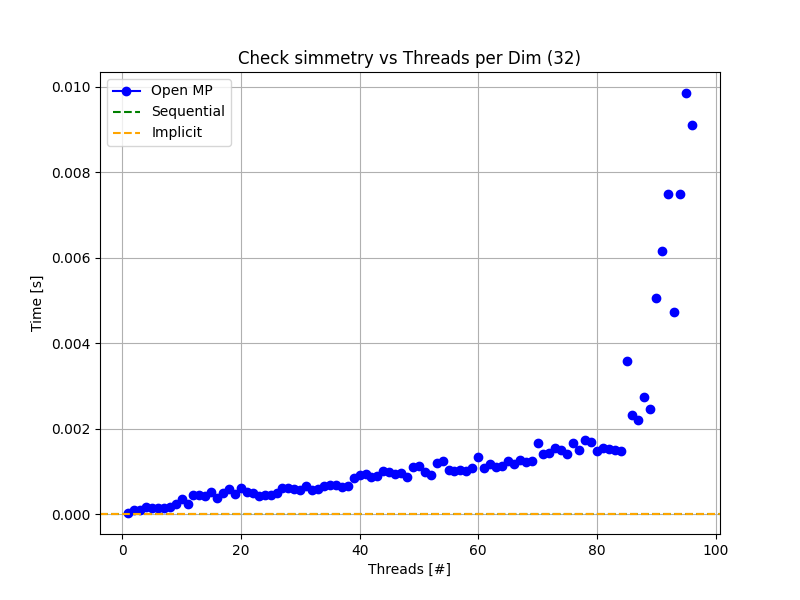 Check simmetry vs Threads per Dim (32)
Open MP
Sequential
Implicit
0.010
0.008
0.006
0.004
0.002
0.000
Time [s]
0 20 40 60 80 100
Threads [#]